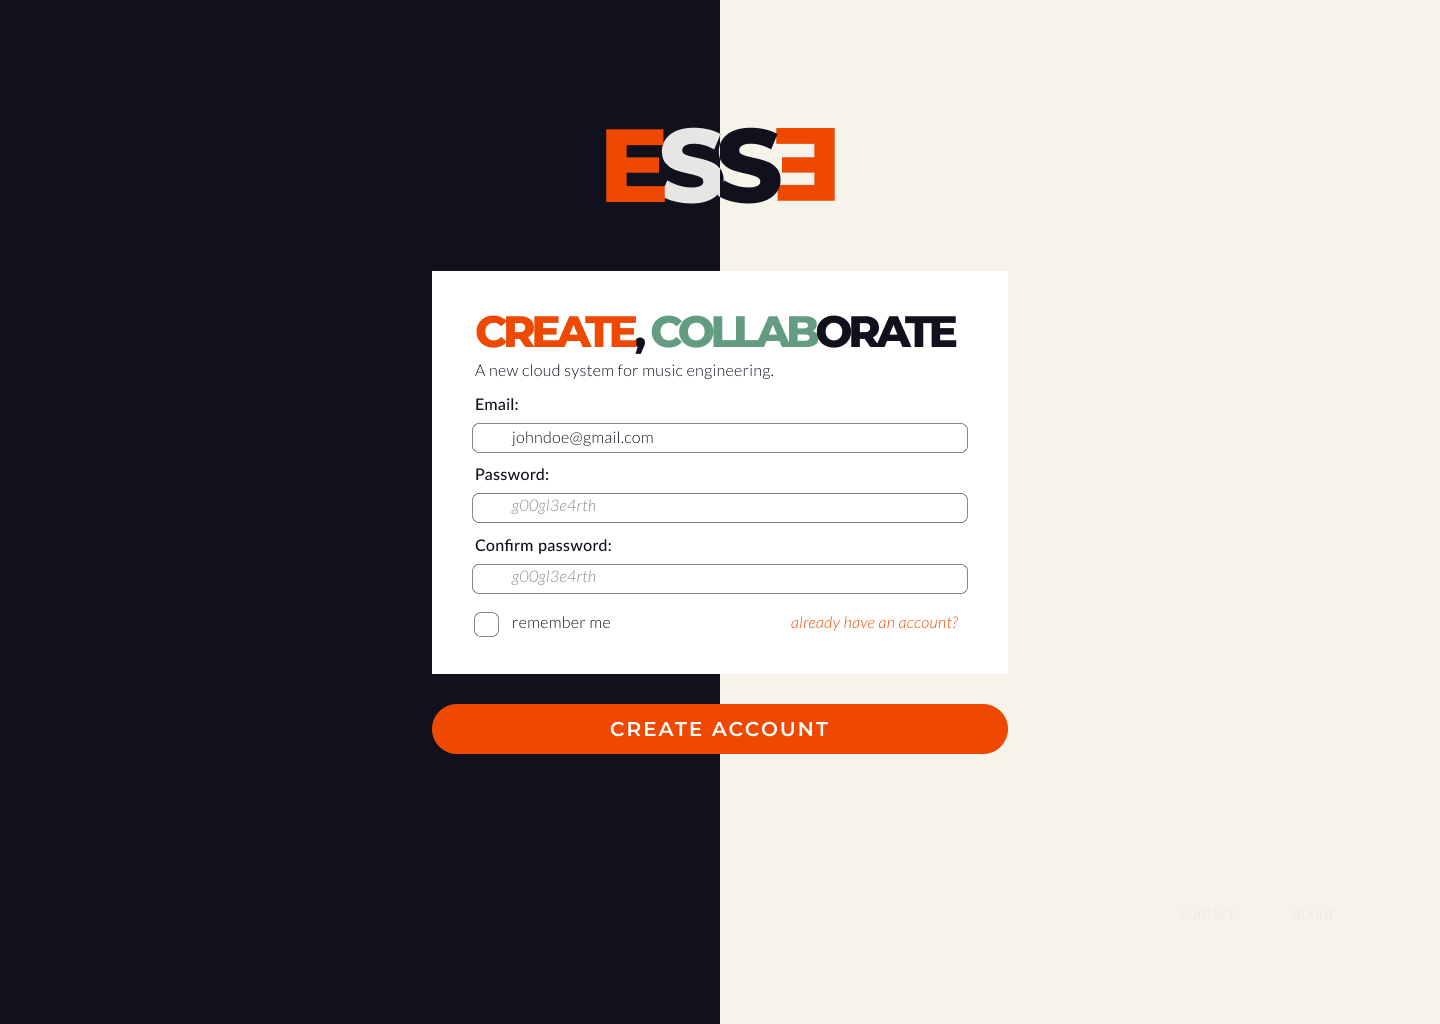 ESSE
CREATE, COLLABORATE
A new cloud system for music engineering.
Email:
johndoe@gmail.com
Password:
g00gl3e4rth
Confirm password:
g00gl3e4rth
remember me already have an account?
CREATE ACCOUNT
contact about